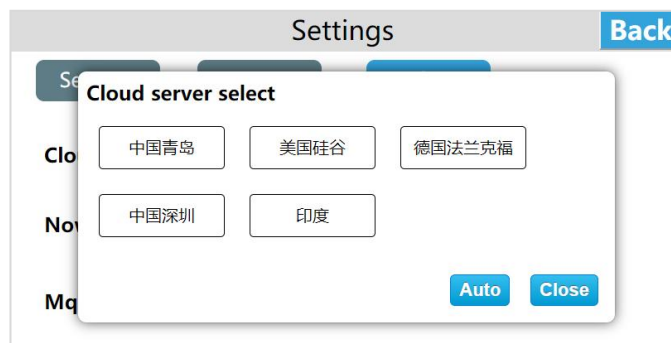 Settings
Back
Cloud server select
中国青岛
美国硅谷
德国法兰克福
中国深圳
印度
Auto
Close